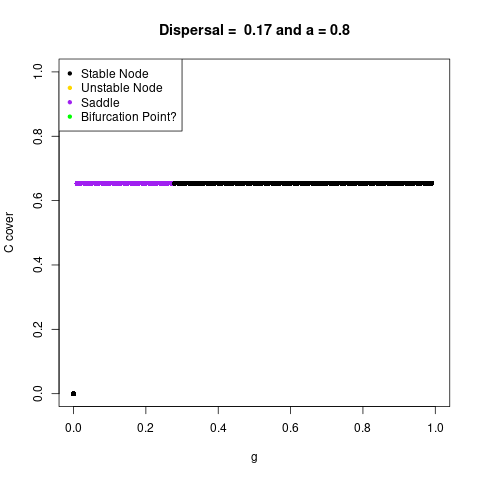 Dispersal =  0.17 and a = 0.8
Stable Node
Unstable Node
Saddle
Bifurcation Point?
C cover
1.0
0.8
0.6
0.4
0.2
0.0
0.0 0.2 0.4 0.6 0.8 1.0
g